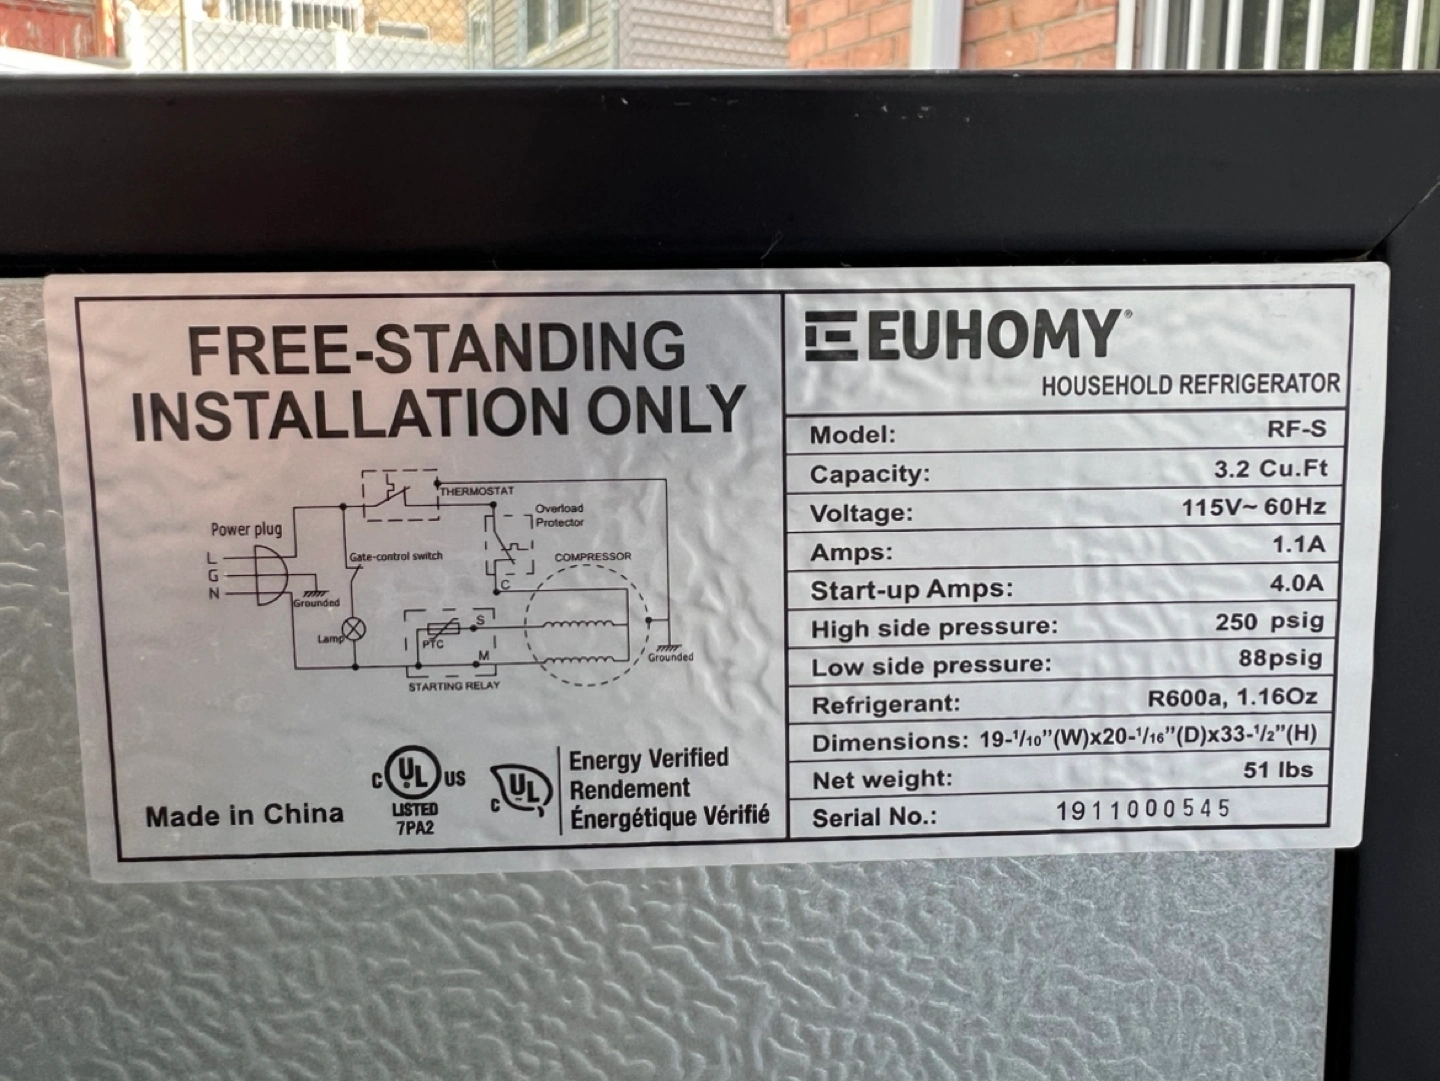 FREE-STANDING
INSTALLATION ONLY
THERMOSTAT
Overload
Protector
Power plug
Gate-control switch
COMPRESSOR
L
G
N
C
Grounded
Lamp
PTC
S
M
Grounded
STARTING RELAY
Made in China
C UL US
LISTED
7PA2
C UL
Energy Verified
Rendement
Énergétique Vérifié
EUHOMY®
HOUSEHOLD REFRIGERATOR
Model: RF-S
Capacity: 3.2 Cu.Ft
Voltage: 115V~ 60Hz
Amps: 1.1A
Start-up Amps: 4.0A
High side pressure: 250 psig
Low side pressure: 88psig
Refrigerant: R600a, 1.16Oz
Dimensions: 19-1/10"(W)x20-1/16"(D)x33-1/2"(H)
Net weight: 51 lbs
Serial No.: 1911000545